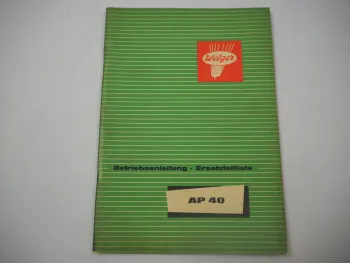 Welger
Betriebsanleitung - Ersatzteilliste
AP 40